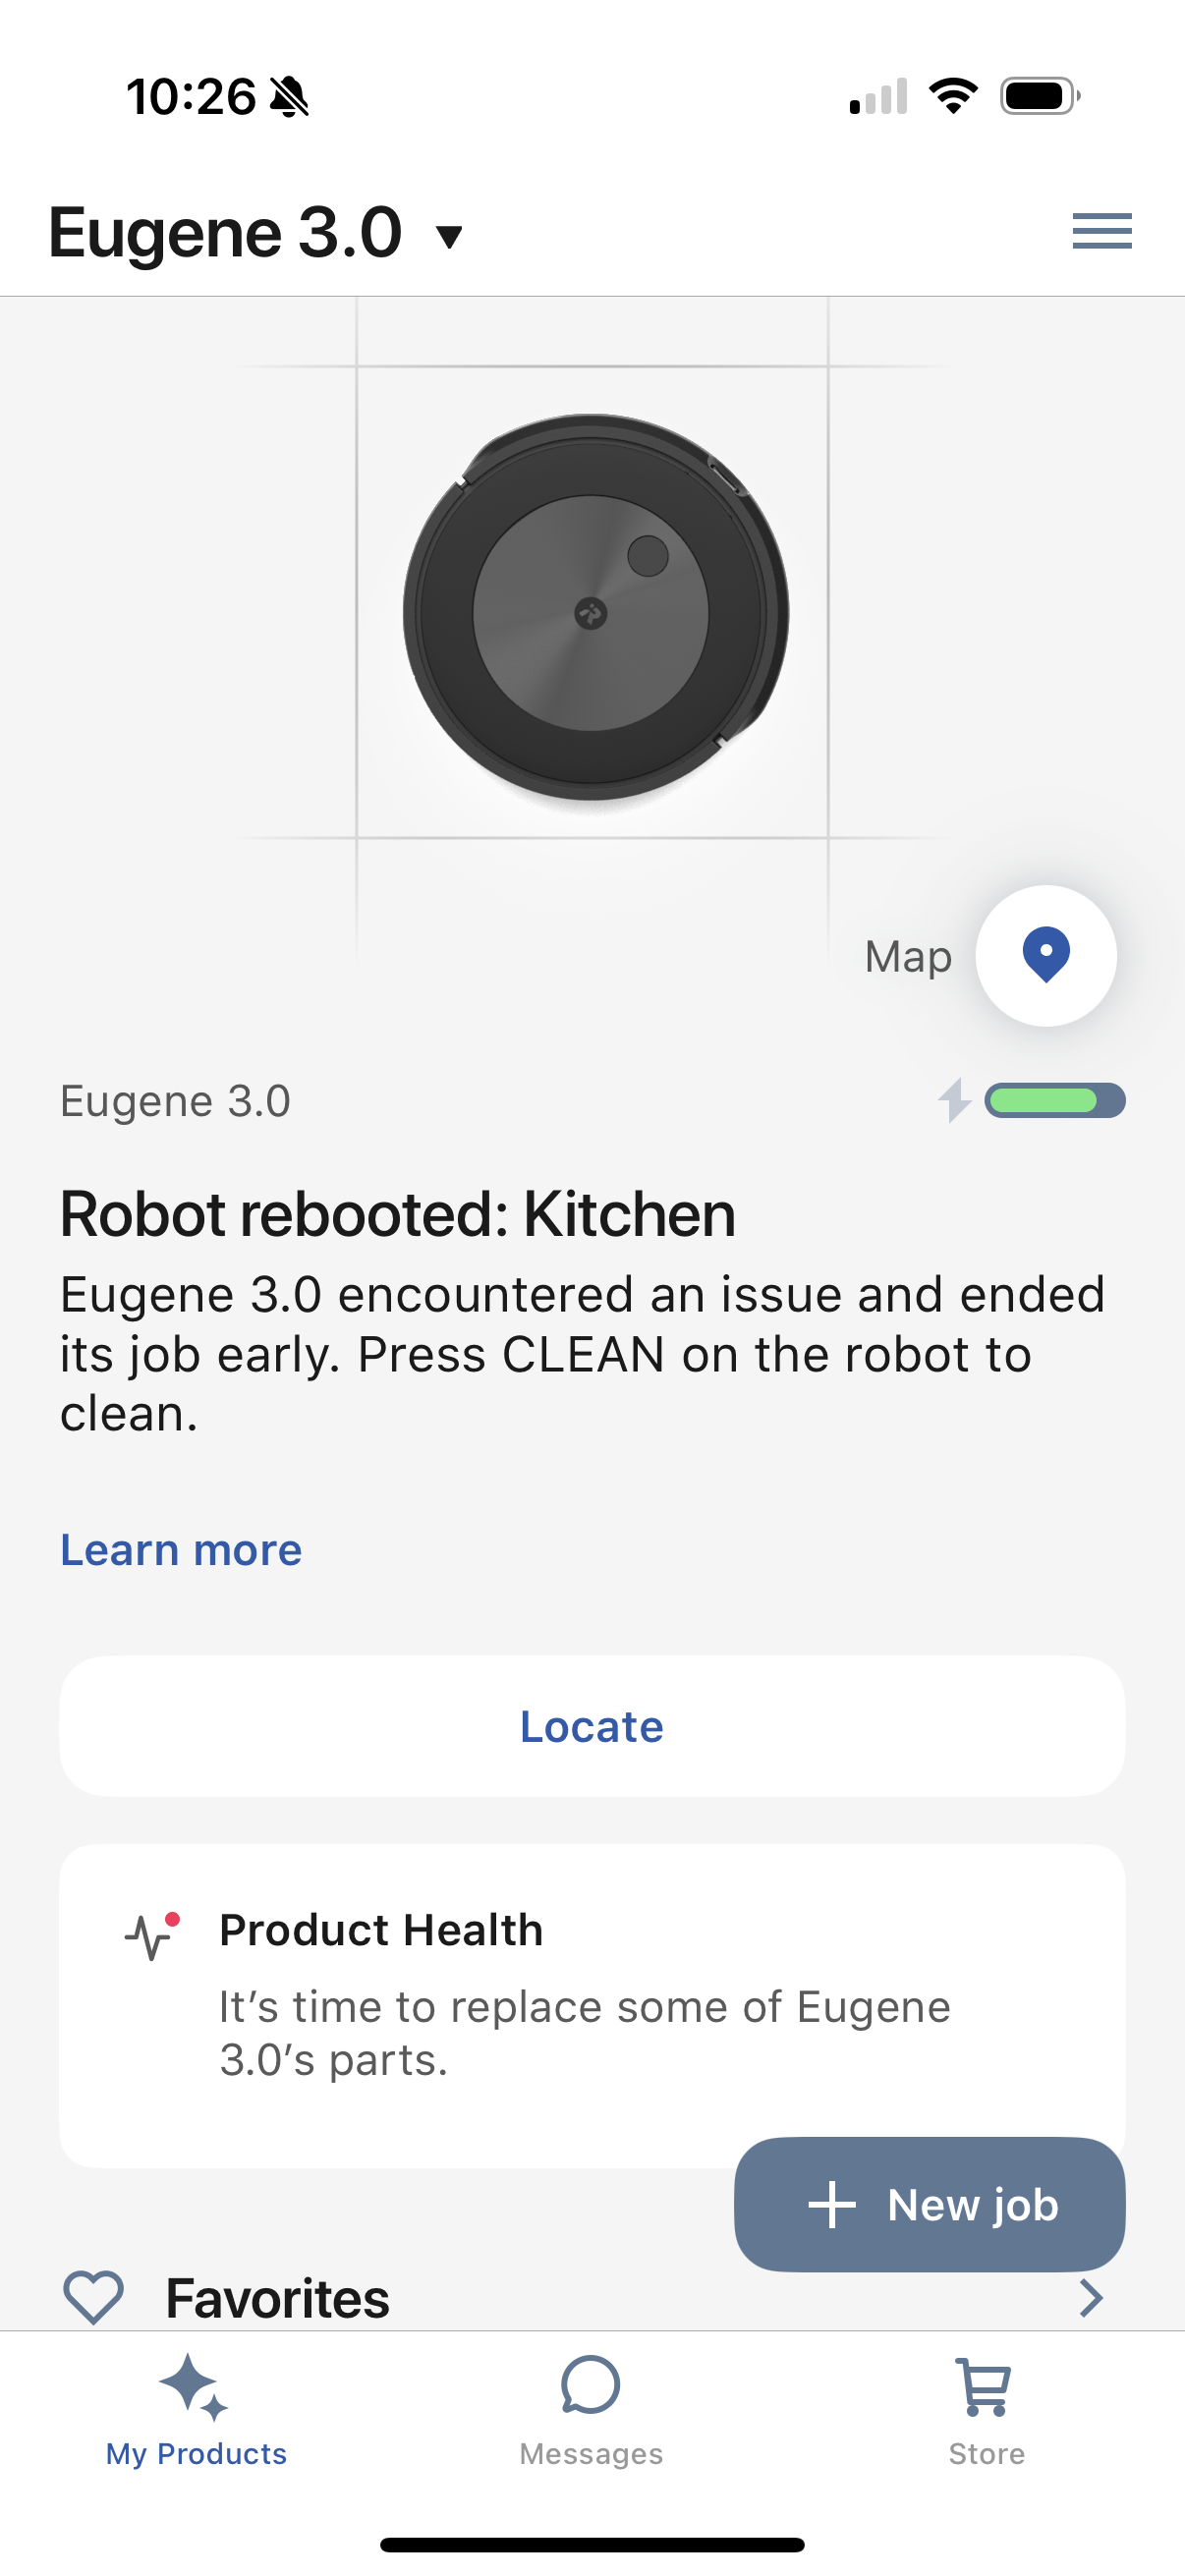 10:26
Eugene 3.0
Map
Eugene 3.0
Robot rebooted: Kitchen
Eugene 3.0 encountered an issue and ended
its job early. Press CLEAN on the robot to
clean.
Learn more
Locate
Product Health
It’s time to replace some of Eugene
3.0’s parts.
New job
Favorites
My Products
Messages
Store